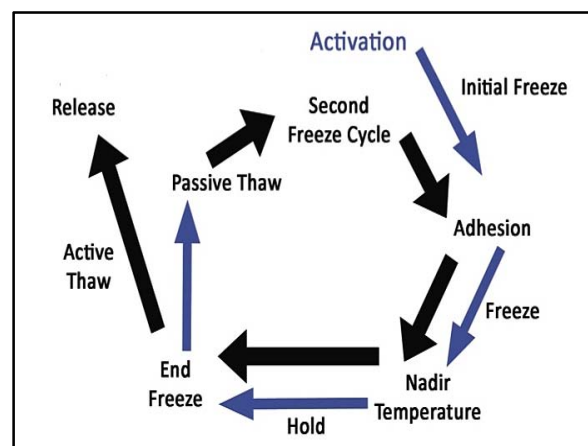 Activation
Initial Freeze
Release
Second
Freeze Cycle
Passive Thaw
Adhesion
Active
Thaw
Freeze
End
Freeze
Nadir
Temperature
Hold